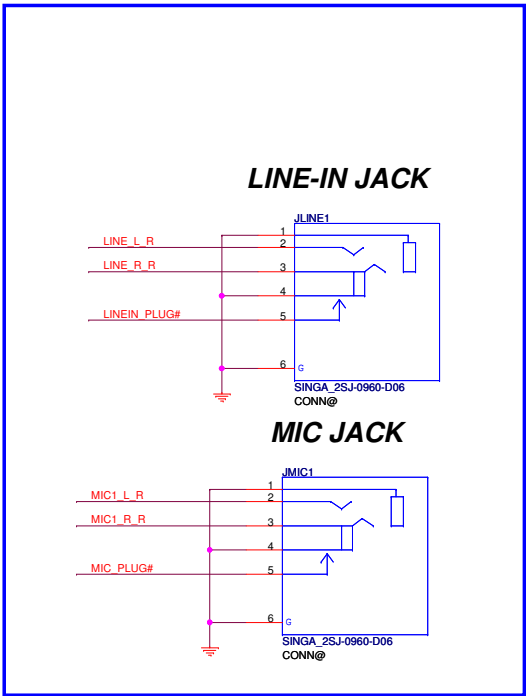 LINE-IN JACK
JLINE1
1
LINE_L_R 2
LINE_R_R 3
4
LINEIN_PLUG# 5
6 G
SINGA_2SJ-0960-D06
CONN@
MIC JACK
JMIC1
1
MIC1_L_R 2
MIC1_R_R 3
4
MIC_PLUG# 5
6 G
SINGA_2SJ-0960-D06
CONN@